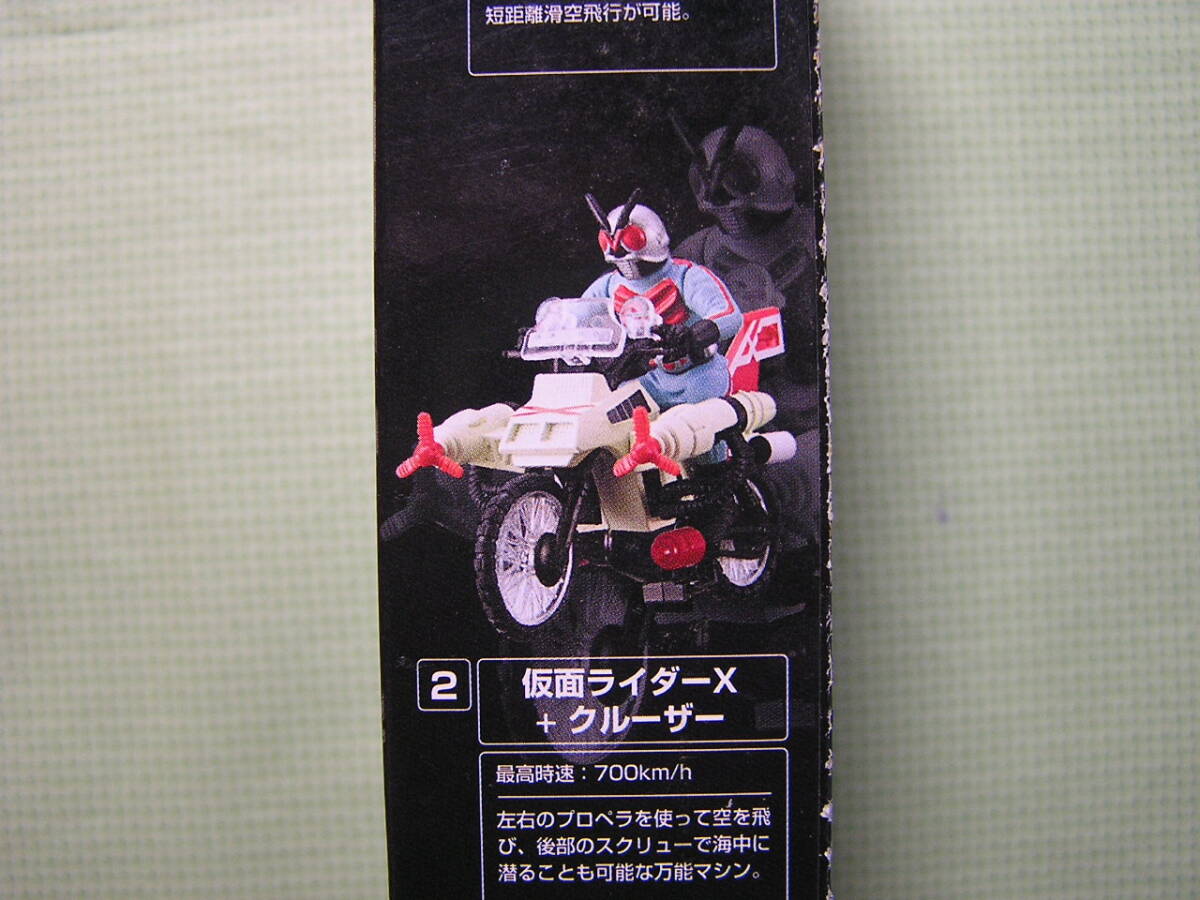 短距離滑空飛行が可能。
2
仮面ライダーX
+ クルーザー
最高時速：700km/h
左右のプロペラを使って空を飛
び、後部のスクリューで海中に
潜ることも可能な万能マシン。